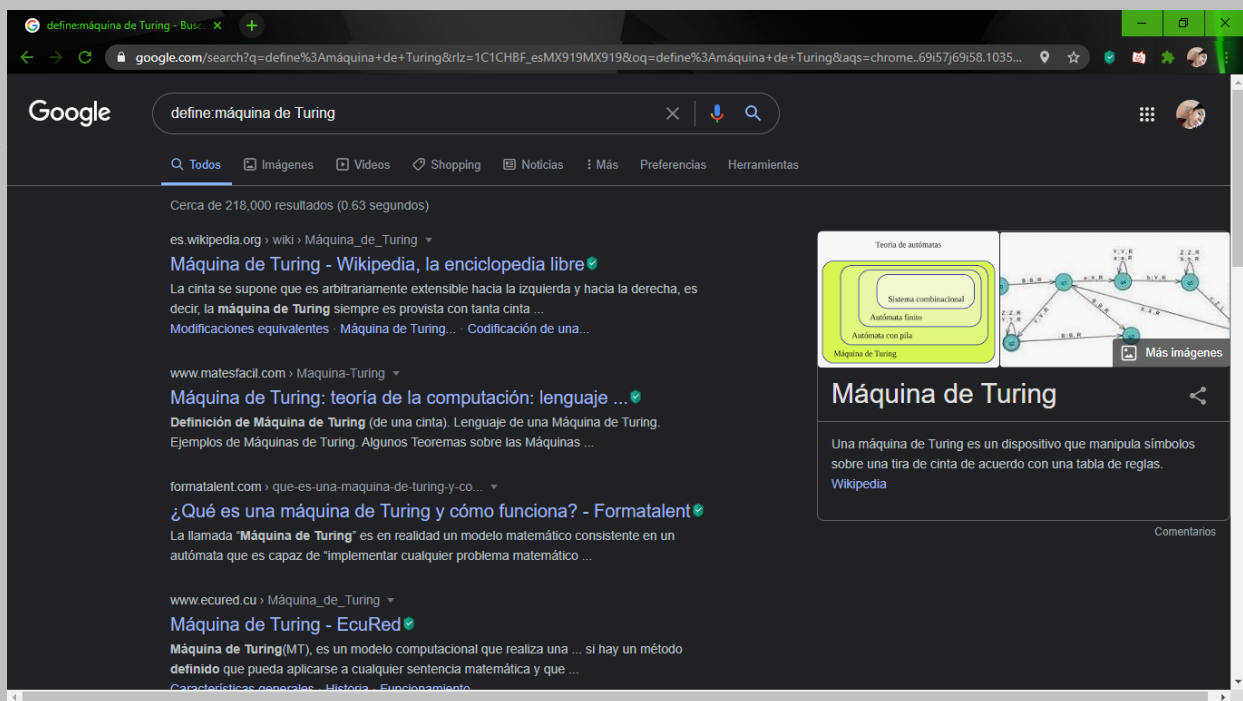 define:máquina de Turing - Busc
google.com/search?q=define%3Amáquina+de+Turing&rlz=1C1CHBF_esMX919MX919&oq=define%3Amáquina+de+Turing&aqs=chrome..69i57j69i58.1035...
Google
define:máquina de Turing
Todos Imágenes Videos Shopping Noticias Más Preferencias Herramientas
Cerca de 218,000 resultados (0.63 segundos)
es.wikipedia.org › wiki › Máquina_de_Turing
Máquina de Turing - Wikipedia, la enciclopedia libre
La cinta se supone que es arbitrariamente extensible hacia la izquierda y hacia la derecha, es
decir, la máquina de Turing siempre es provista con tanta cinta ...
Modificaciones equivalentes · Máquina de Turing... · Codificación de una...
www.matesfacil.com › Maquina-Turing
Máquina de Turing: teoría de la computación: lenguaje ...
Definición de Máquina de Turing (de una cinta). Lenguaje de una Máquina de Turing.
Ejemplos de Máquinas de Turing. Algunos Teoremas sobre las Máquinas ...
formatalent.com › que-es-una-maquina-de-turing-y-co...
¿Qué es una máquina de Turing y cómo funciona? - Formatalent
La llamada “Máquina de Turing” es en realidad un modelo matemático consistente en un
autómata que es capaz de “implementar cualquier problema matemático ...
www.ecured.cu › Máquina_de_Turing
Máquina de Turing - EcuRed
Máquina de Turing(MT), es un modelo computacional que realiza una ... si hay un método
definido que pueda aplicarse a cualquier sentencia matemática y que ...
Características generales · Historia · Funcionamiento
Teoria de autómatas
Sistema combinacional
Autómata finito
Autómata con pila
Máquina de Turing
Más imágenes
Máquina de Turing
Una máquina de Turing es un dispositivo que manipula símbolos
sobre una tira de cinta de acuerdo con una tabla de reglas.
Wikipedia
Comentarios